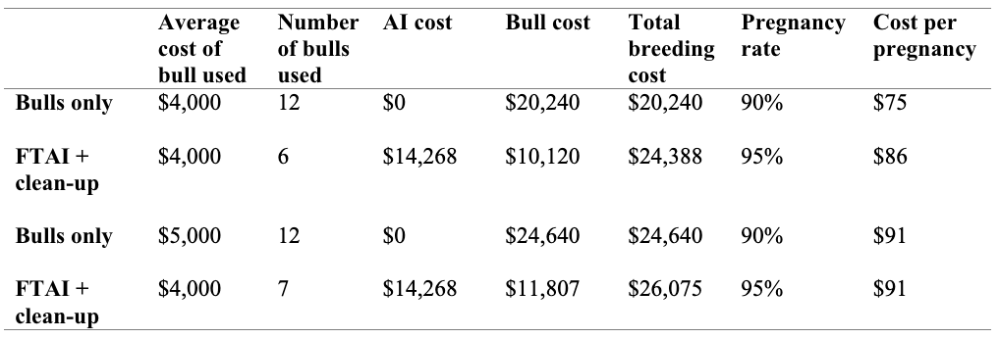 Average cost of bull used | Number of bulls used | AI cost | Bull cost | Total breeding cost | Pregnancy rate | Cost per pregnancy
Bulls only | $4,000 | 12 | $0 | $20,240 | $20,240 | 90% | $75
FTAI + clean-up | $4,000 | 6 | $14,268 | $10,120 | $24,388 | 95% | $86
Bulls only | $5,000 | 12 | $0 | $24,640 | $24,640 | 90% | $91
FTAI + clean-up | $4,000 | 7 | $14,268 | $11,807 | $26,075 | 95% | $91